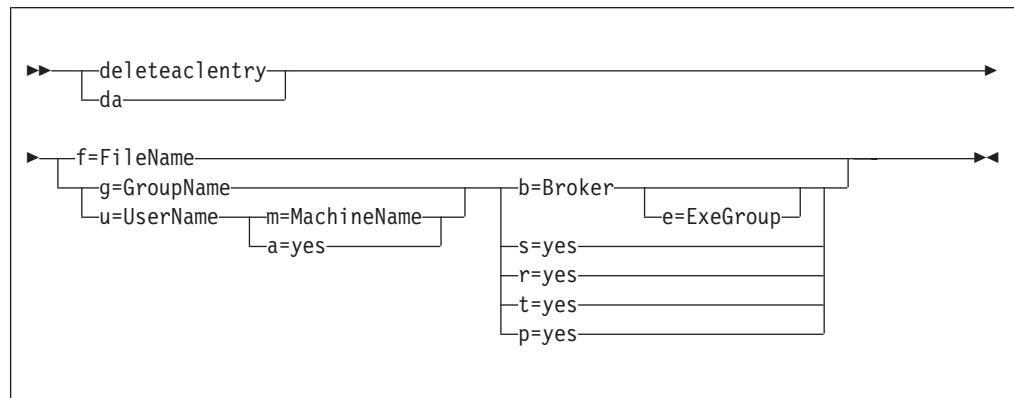 deleteaclentry
da
f=FileName
g=GroupName b=Broker
u=UserName m=MachineName e=ExeGroup
a=yes s=yes
r=yes
t=yes
p=yes